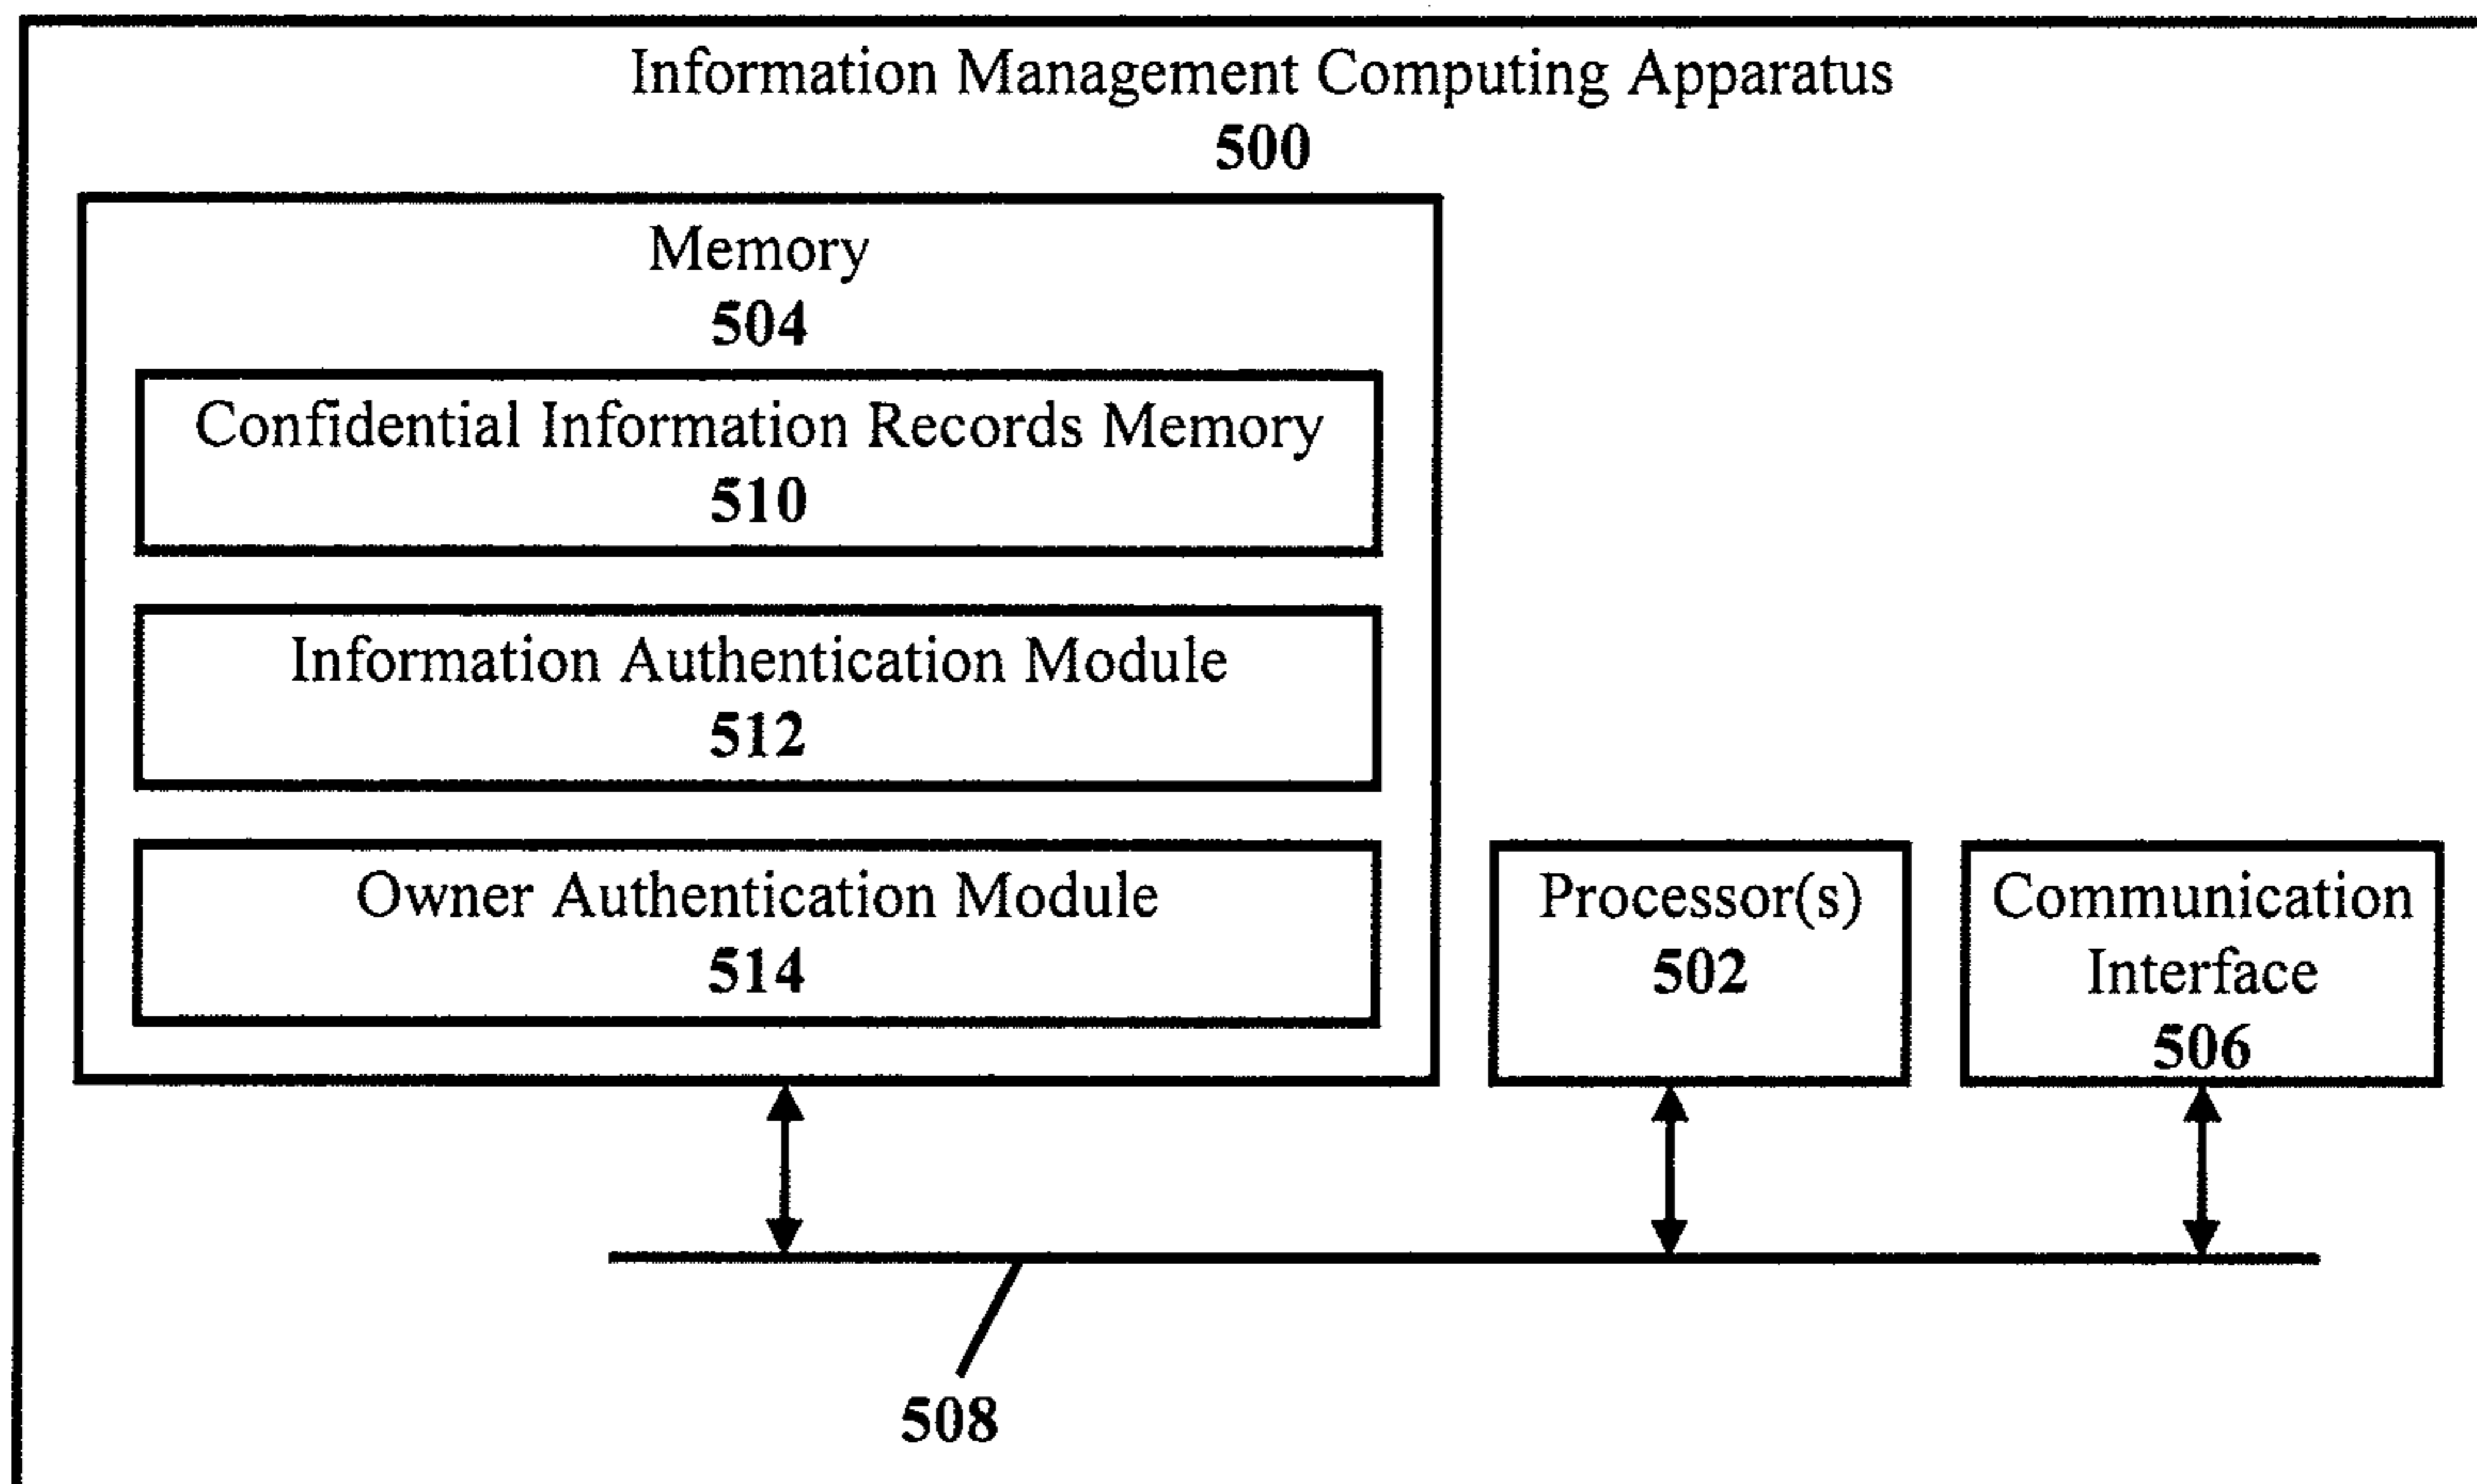 Information Management Computing Apparatus
500
Memory
504
Confidential Information Records Memory
510
Information Authentication Module
512
Owner Authentication Module
514
Processor(s)
502
Communication
Interface
506
508